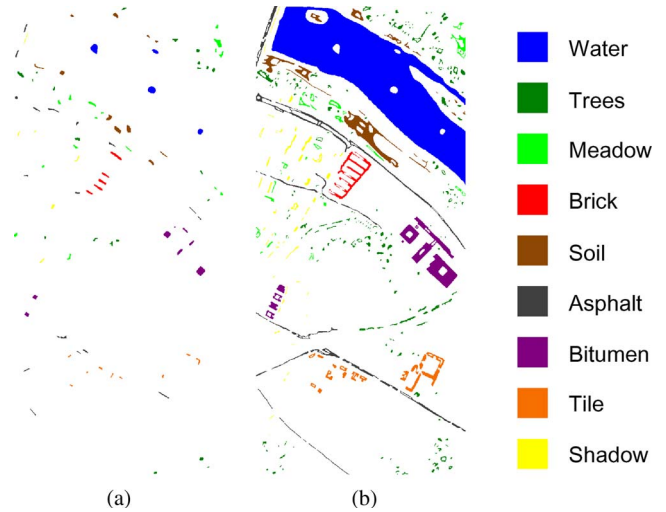 Water
Trees
Meadow
Brick
Soil
Asphalt
Bitumen
Tile
Shadow
(a)
(b)